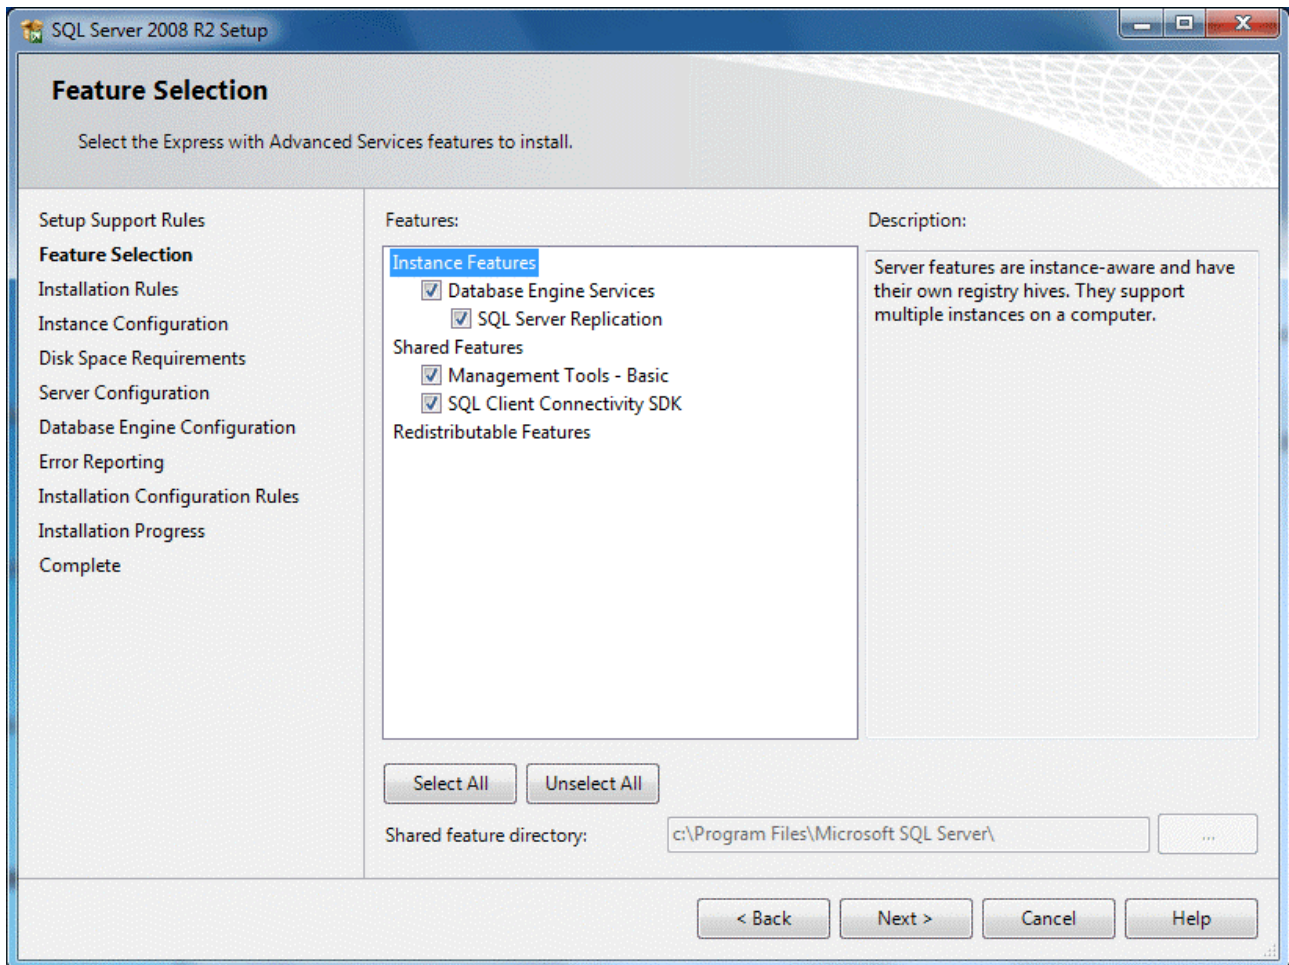 SQL Server 2008 R2 Setup
Feature Selection
Select the Express with Advanced Services features to install.
Setup Support Rules
Feature Selection
Installation Rules
Instance Configuration
Disk Space Requirements
Server Configuration
Database Engine Configuration
Error Reporting
Installation Configuration Rules
Installation Progress
Complete
Features:
Instance Features
Database Engine Services
SQL Server Replication
Shared Features
Management Tools - Basic
SQL Client Connectivity SDK
Redistributable Features
Description:
Server features are instance-aware and have
their own registry hives. They support
multiple instances on a computer.
Select All
Unselect All
Shared feature directory:
c:\Program Files\Microsoft SQL Server\
...
< Back
Next >
Cancel
Help